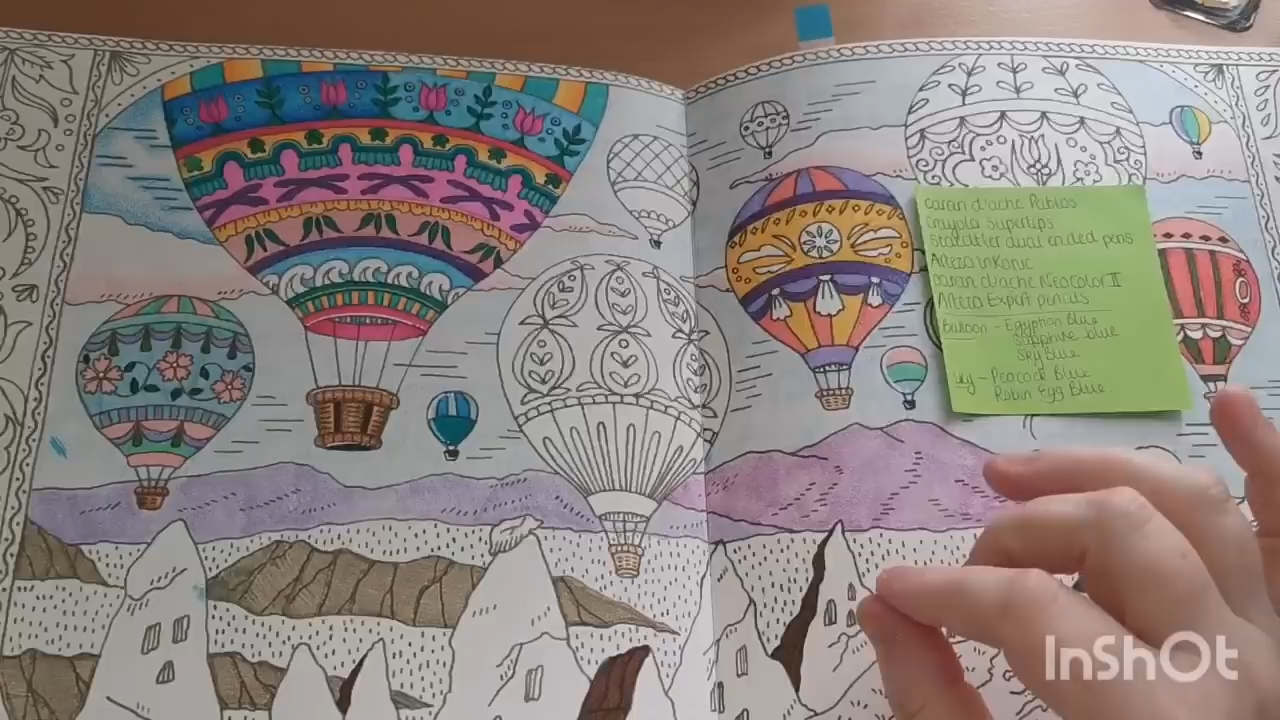 caran d'ache Pablos
crayola Supertips
Staedtler dual ended pens
Arteza Inkonic
caran d'ache Neocolor II
Arteza Expert pencils
Balloon - Egyptian Blue
Sapphire blue
Sky Blue
Ivy - Peacock Blue
Robin Egg Blue
InShOt